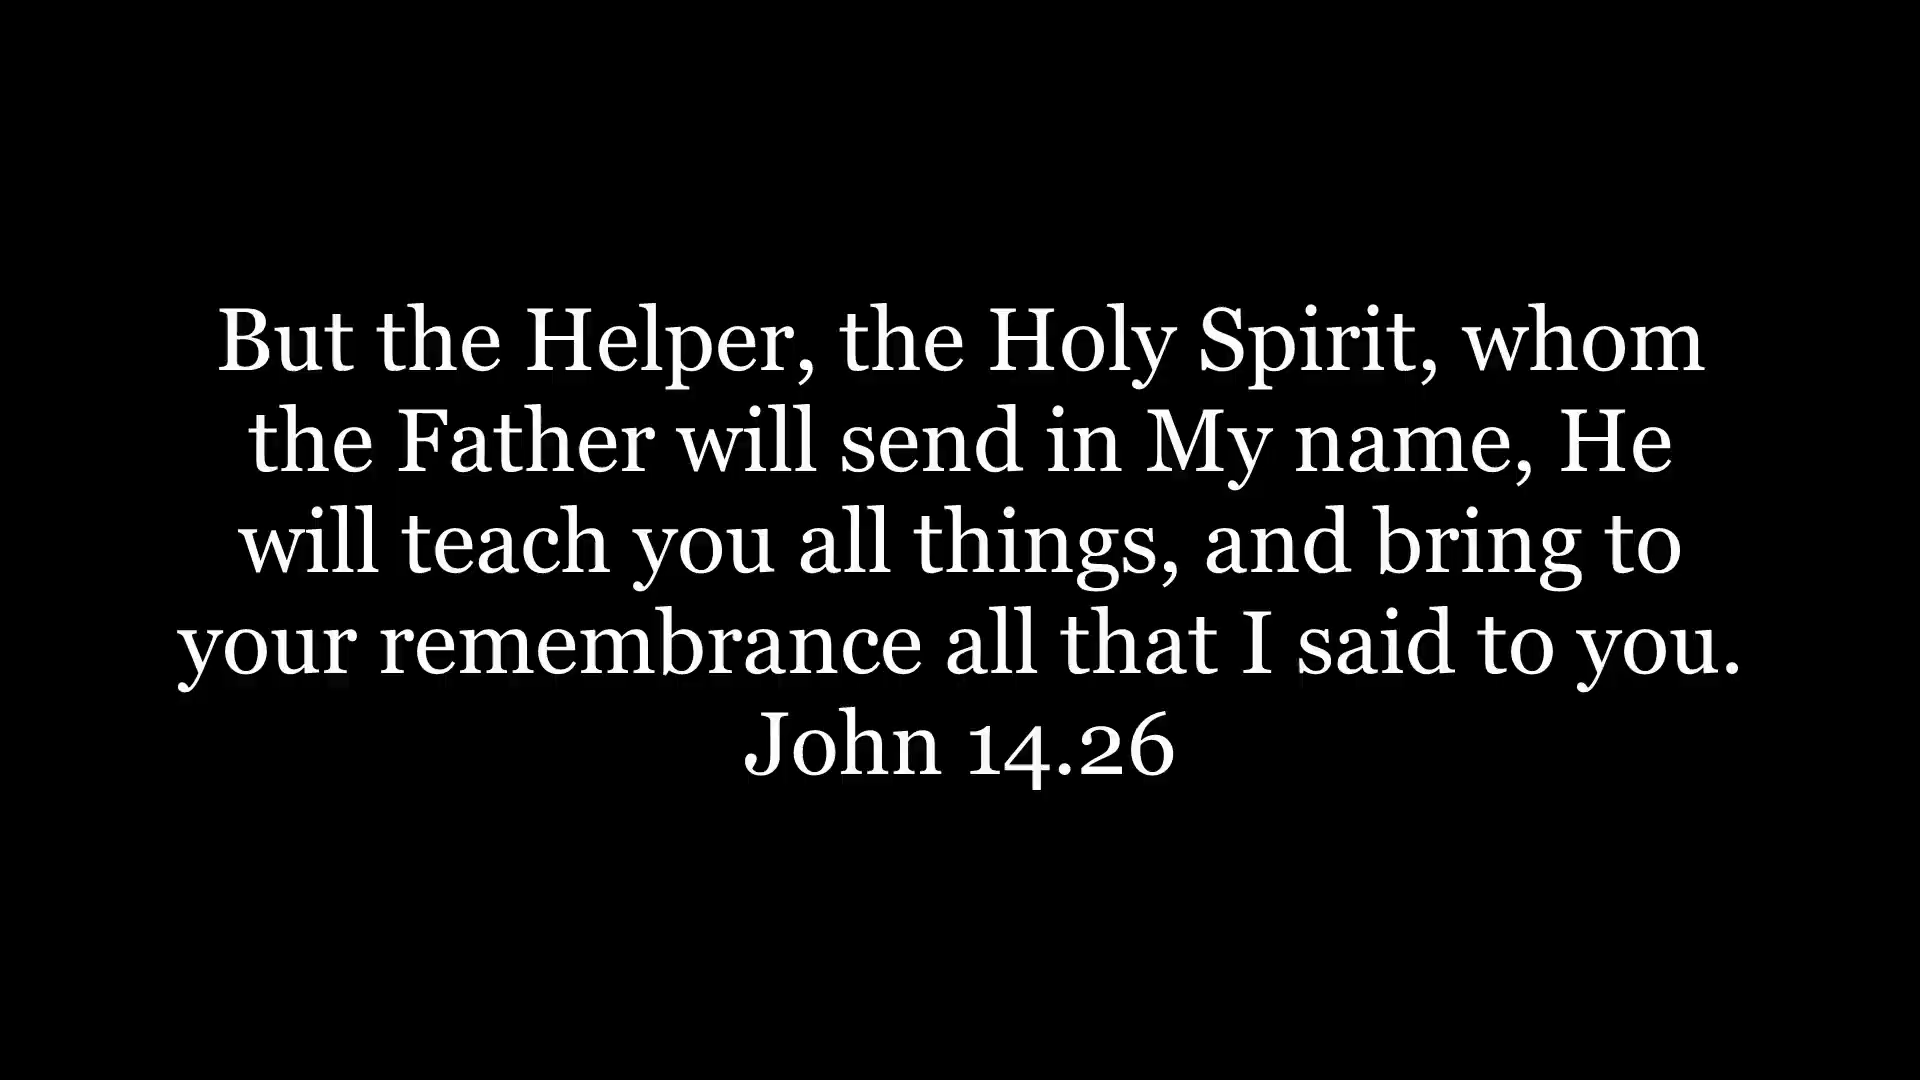 But the Helper, the Holy Spirit, whom
the Father will send in My name, He
will teach you all things, and bring to
your remembrance all that I said to you.
John 14.26